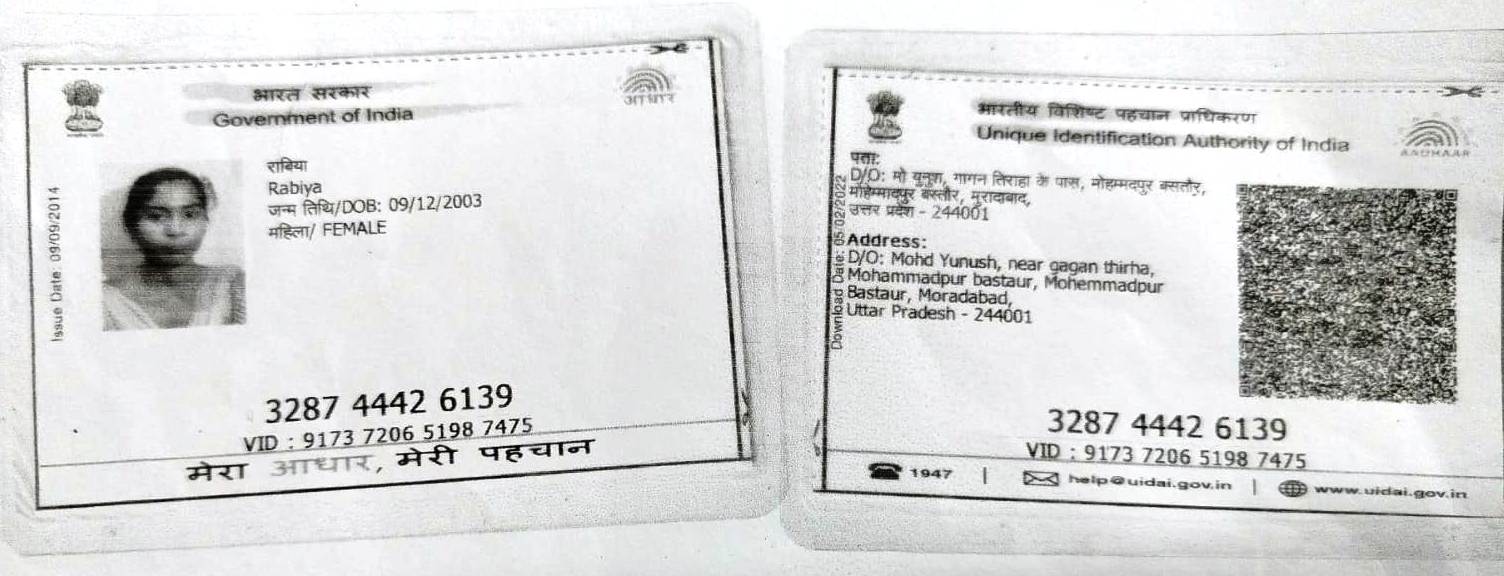 भारत सरकार
Government of India
आधार
Issue Date: 09/09/2014
राबिया
Rabiya
जन्म तिथि/DOB: 09/12/2003
महिला/ FEMALE
3287 4442 6139
VID : 9173 7206 5198 7475
मेरा आधार, मेरी पहचान
भारतीय विशिष्ट पहचान प्राधिकरण
Unique Identification Authority of India
AADHAAR
पता:
D/O: मो युनुश, गागन तिराहा के पास, मोहम्मदपुर बसतौर,
मोहिम्मादपुर बस्तौर, मुरादाबाद,
उत्तर प्रदेश - 244001
Address:
D/O: Mohd Yunush, near gagan thirha,
Mohammadpur bastaur, Mohemmadpur
Bastaur, Moradabad,
Uttar Pradesh - 244001
Download Date: 02/2022
3287 4442 6139
VID : 9173 7206 5198 7475
1947 | help@uidai.gov.in | www.uidai.gov.in